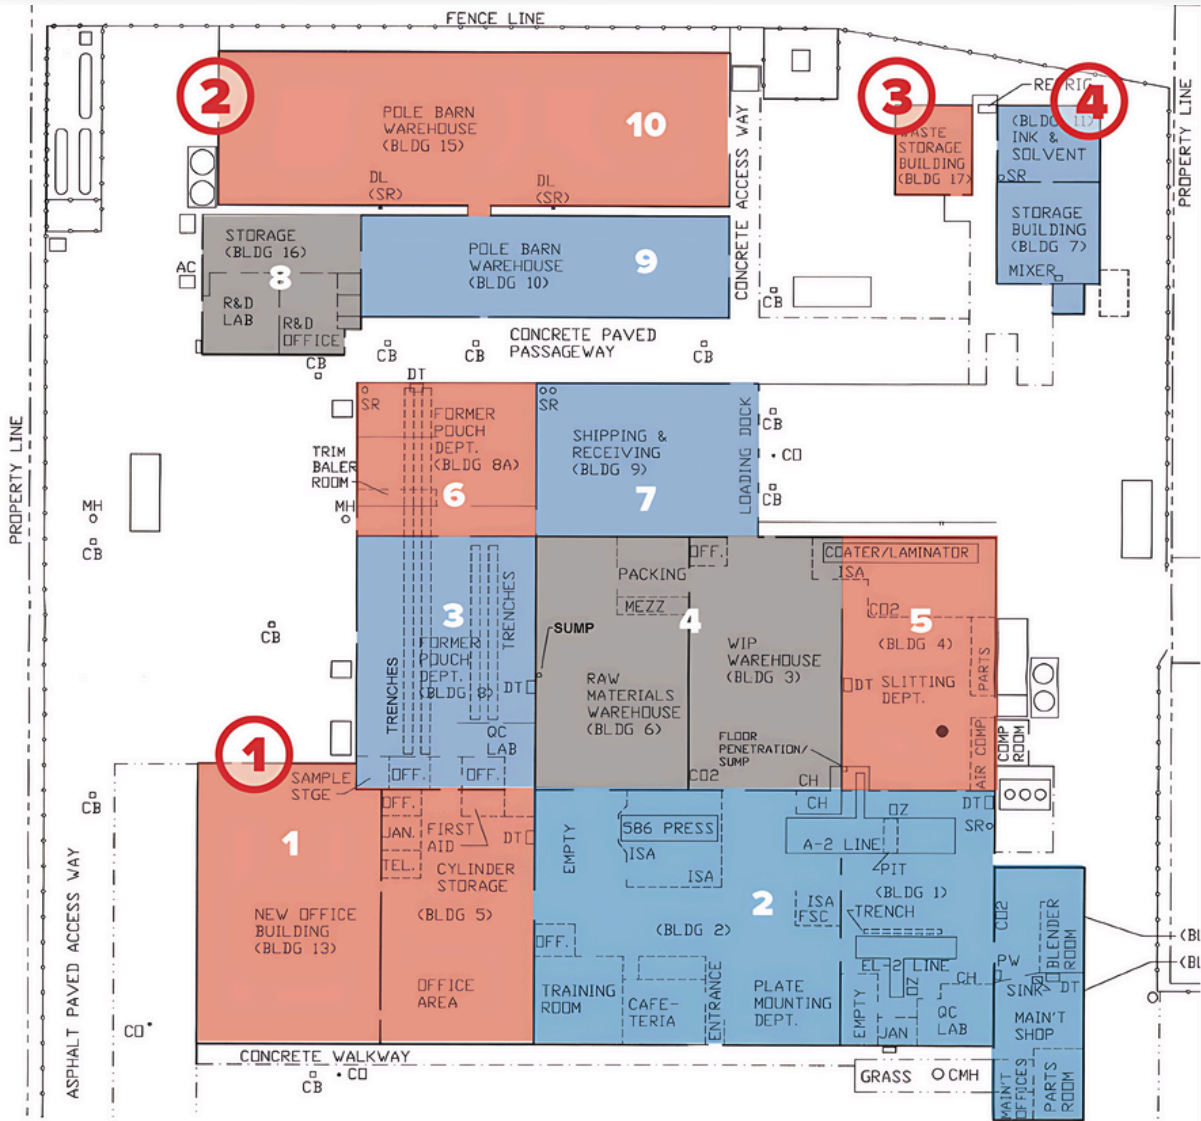 FENCE LINE
2
3
4
REFRIG
PROPERTY LINE
POLE BARN
WAREHOUSE
(BLDG 15)
10
DL
(SR)
DL
(SR)
CONCRETE ACCESS WAY
WASTE
STORAGE
BUILDING
(BLDG 17)
(BLDG 11)
INK &
SOLVENT
SR
STORAGE
BUILDING
(BLDG 7)
MIXER
STORAGE
(BLDG 16)
8
AC
R&D
LAB
R&D
OFFICE
POLE BARN
WAREHOUSE
(BLDG 10)
9
CB
CONCRETE PAVED
PASSAGEWAY
CB
CB
CB
CB
PROPERTY LINE
DT
SR
FORMER
POUCH
DEPT.
(BLDG 8A)
6
TRIM
BALER
ROOM
MH
MH
CB
SR
SHIPPING &
RECEIVING
(BLDG 9)
7
LOADING DOCK
CB
CO
CB
CB
3
FORMER
POUCH
DEPT.
(BLDG 8)
TRENCHES
TRENCHES
DT
QC
LAB
OFF.
OFF.
SUMP
PACKING
MEZZ
OFF.
4
RAW
MATERIALS
WAREHOUSE
(BLDG 6)
WIP
WAREHOUSE
(BLDG 3)
FLOOR
PENETRATION/
SUMP
CO2
CH
COATER/LAMINATOR
ISA
CO2
5
(BLDG 4)
DT
SLITTING
DEPT.
PARTS
AIR COMP
COMP
ROOM
1
SAMPLE
STGE
CB
ASPHALT PAVED ACCESS WAY
1
NEW OFFICE
BUILDING
(BLDG 13)
OFF.
JAN.
TEL.
FIRST
AID
DT
CYLINDER
STORAGE
(BLDG 5)
OFFICE
AREA
EMPTY
586 PRESS
ISA
ISA
CH
OZ
DT
SR
A-2 LINE
PIT
2
(BLDG 1)
ISA
FSC
TRENCH
(BLDG 2)
OFF.
EL-2 LINE
OZ
CH
CO2
BLENDER
ROOM
PW
SINK
DT
(BL
(BL
TRAINING
ROOM
CAFE-
TERIA
ENTRANCE
PLATE
MOUNTING
DEPT.
EMPTY
JAN
QC
LAB
MAIN'T
SHOP
MAIN'T
OFFICES
PARTS
ROOM
CO
CONCRETE WALKWAY
CB
CO
GRASS
CMH